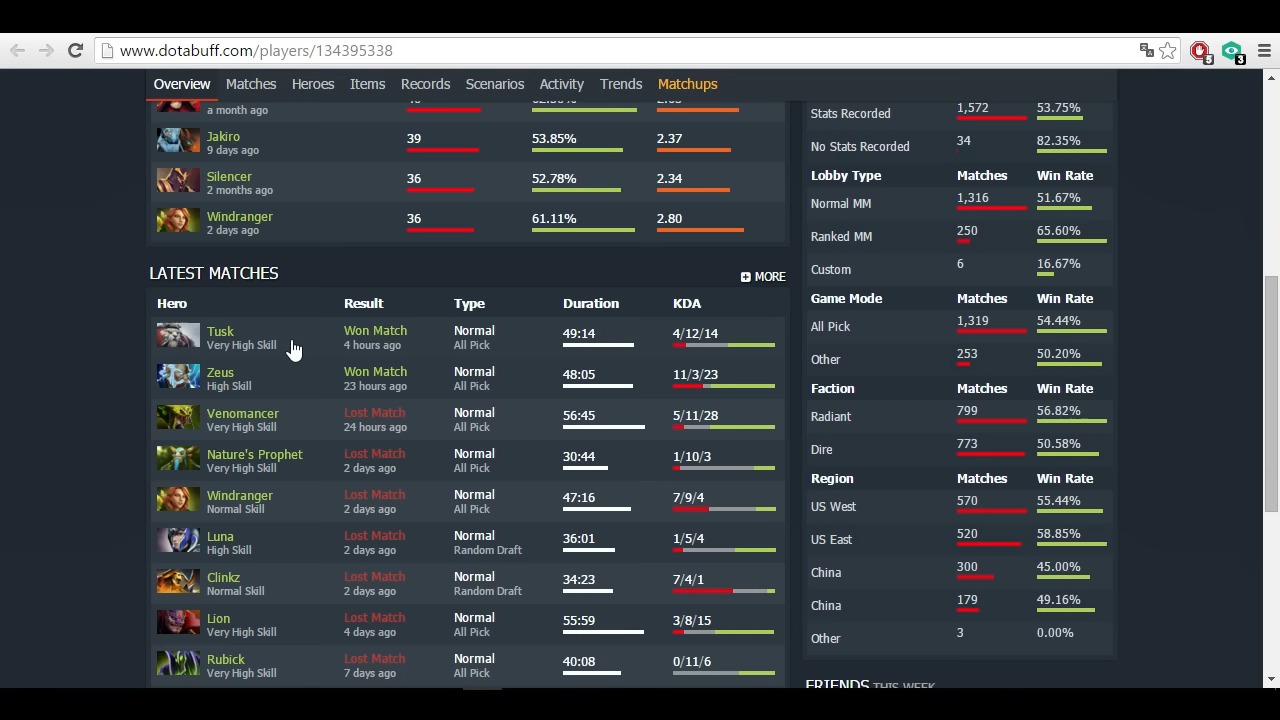 www.dotabuff.com/players/134395338
5
3
Overview Matches Heroes Items Records Scenarios Activity Trends Matchups
a month ago
Jakiro 39 53.85% 2.37
9 days ago
Silencer 36 52.78% 2.34
2 months ago
Windranger 36 61.11% 2.80
2 days ago
LATEST MATCHES
MORE
Hero Result Type Duration KDA
Tusk Won Match Normal 49:14 4/12/14
Very High Skill 4 hours ago All Pick
Zeus Won Match Normal 48:05 11/3/23
High Skill 23 hours ago All Pick
Venomancer Lost Match Normal 56:45 5/11/28
Very High Skill 24 hours ago All Pick
Nature's Prophet Lost Match Normal 30:44 1/10/3
Very High Skill 2 days ago All Pick
Windranger Lost Match Normal 47:16 7/9/4
Normal Skill 2 days ago All Pick
Luna Lost Match Normal 36:01 1/5/4
High Skill 2 days ago Random Draft
Clinkz Lost Match Normal 34:23 7/4/1
Normal Skill 2 days ago Random Draft
Lion Lost Match Normal 55:59 3/8/15
Very High Skill 4 days ago All Pick
Rubick Lost Match Normal 40:08 0/11/6
Very High Skill 7 days ago All Pick
Stats Recorded 1,572 53.75%
No Stats Recorded 34 82.35%
Lobby Type Matches Win Rate
Normal MM 1,316 51.67%
Ranked MM 250 65.60%
Custom 6 16.67%
Game Mode Matches Win Rate
All Pick 1,319 54.44%
Other 253 50.20%
Faction Matches Win Rate
Radiant 799 56.82%
Dire 773 50.58%
Region Matches Win Rate
US West 570 55.44%
US East 520 58.85%
China 300 45.00%
China 179 49.16%
Other 3 0.00%
FRIENDS THIS WEEK